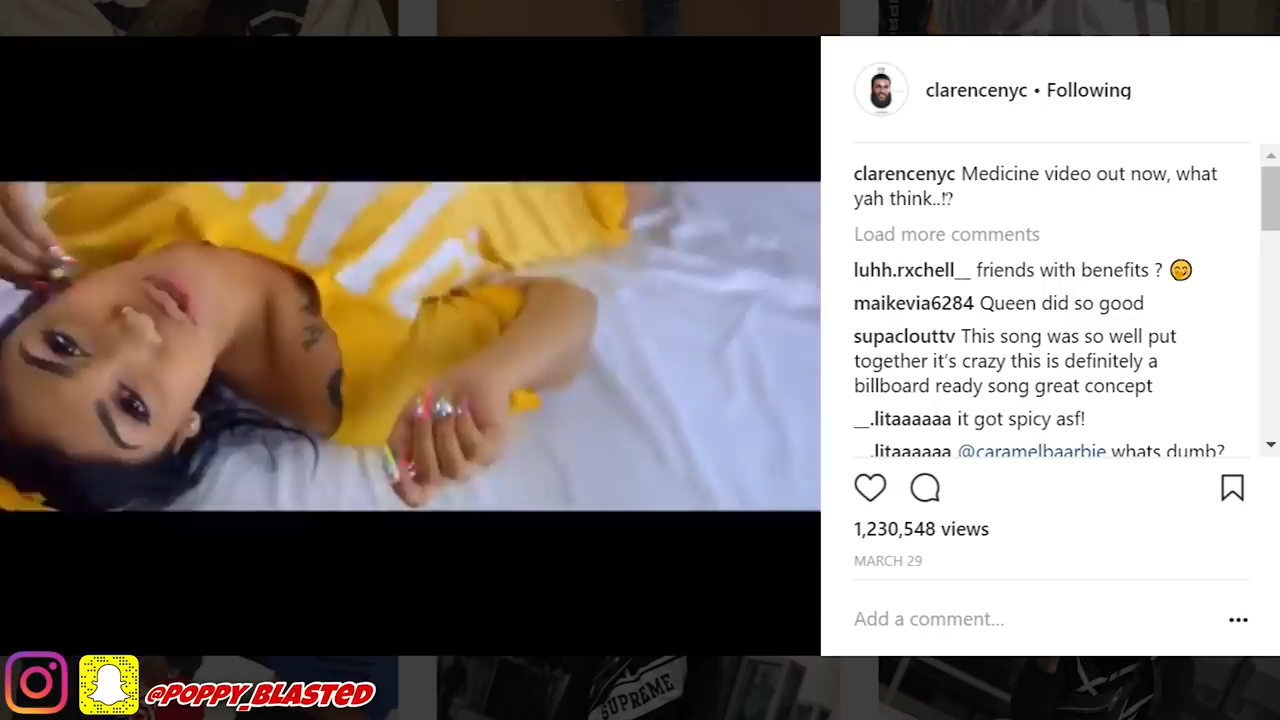 clarencenyc • Following
clarencenyc Medicine video out now, what
yah think..!?
Load more comments
luhh.rxchell__ friends with benefits ? 😋
maikevia6284 Queen did so good
supaclouttv This song was so well put
together it's crazy this is definitely a
billboard ready song great concept
__.litaaaaaa it got spicy asf!
__.litaaaaaa @caramelbaarbie whats dumb?
1,230,548 views
MARCH 29
Add a comment...
@POPPY_BLASTED
SUPREME